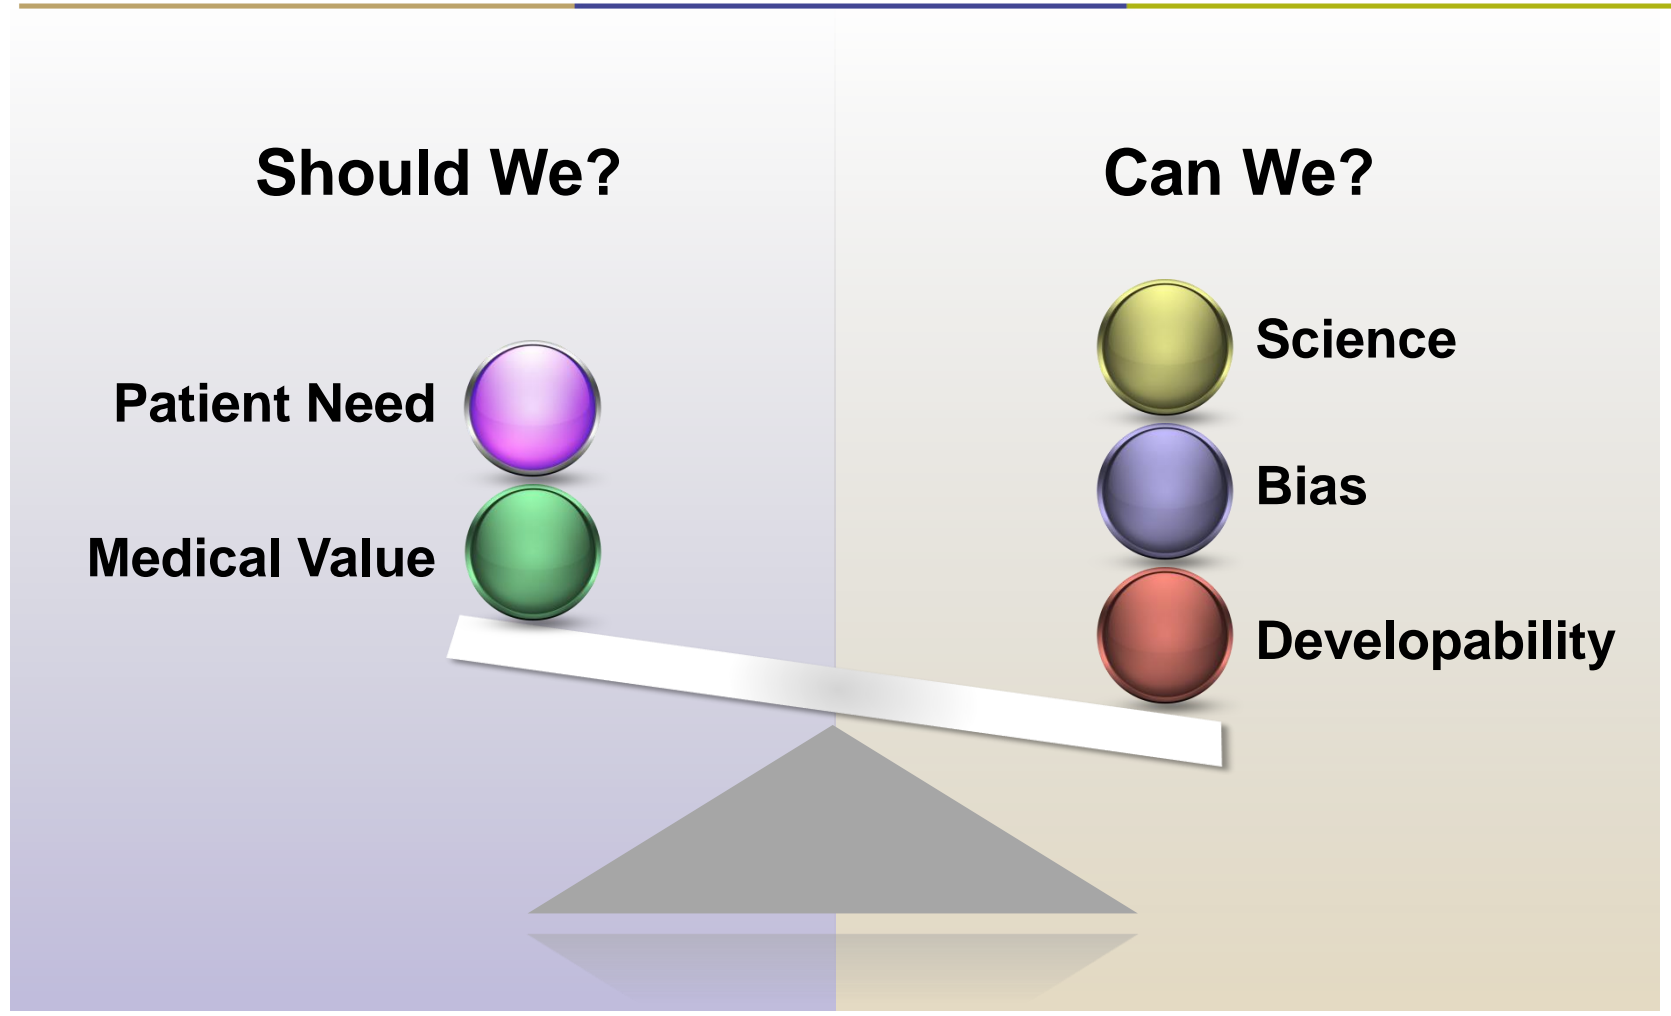 Should We?
Patient Need
Medical Value
Can We?
Science
Bias
Developability